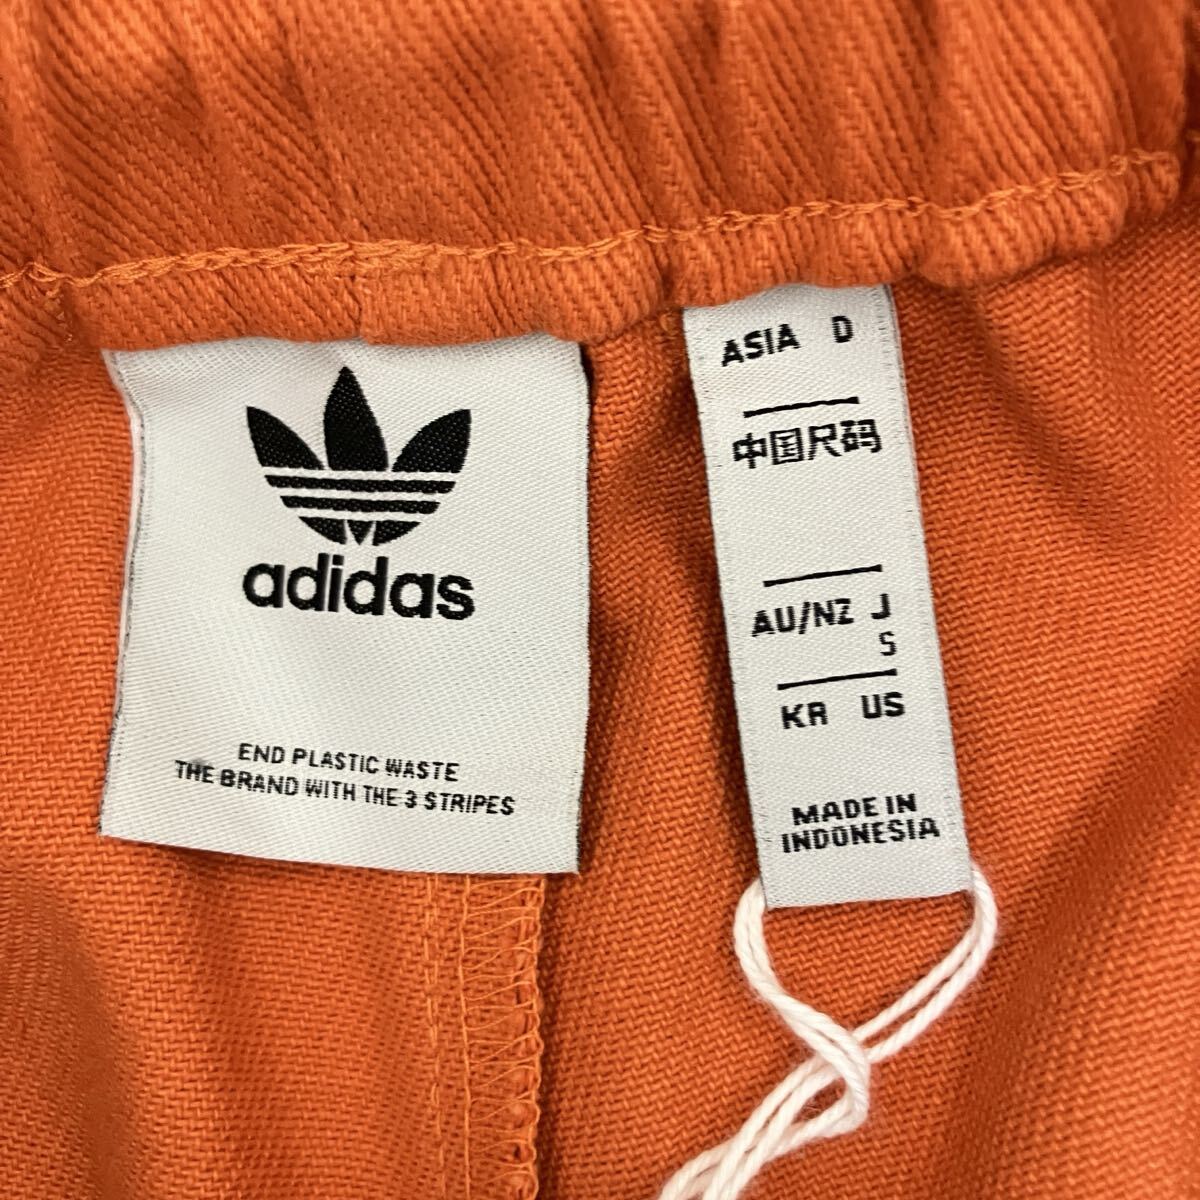 adidas
END PLASTIC WASTE
THE BRAND WITH THE 3 STRIPES
ASIA D
中国尺码
AU/NZ J
S
KR US
MADE IN
INDONESIA